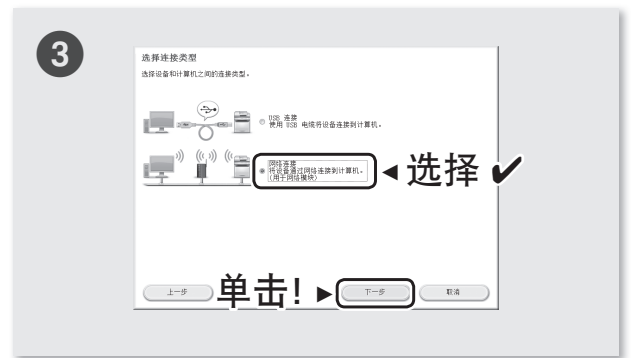 3
选择连接类型
选择设备和计算机之间的连接类型。
USB 连接
使用 USB 电缆将设备连接到计算机。
网络连接
将设备通过网络连接到计算机。
(用于网络模块)
选择
单击!
上一步
下一步
取消